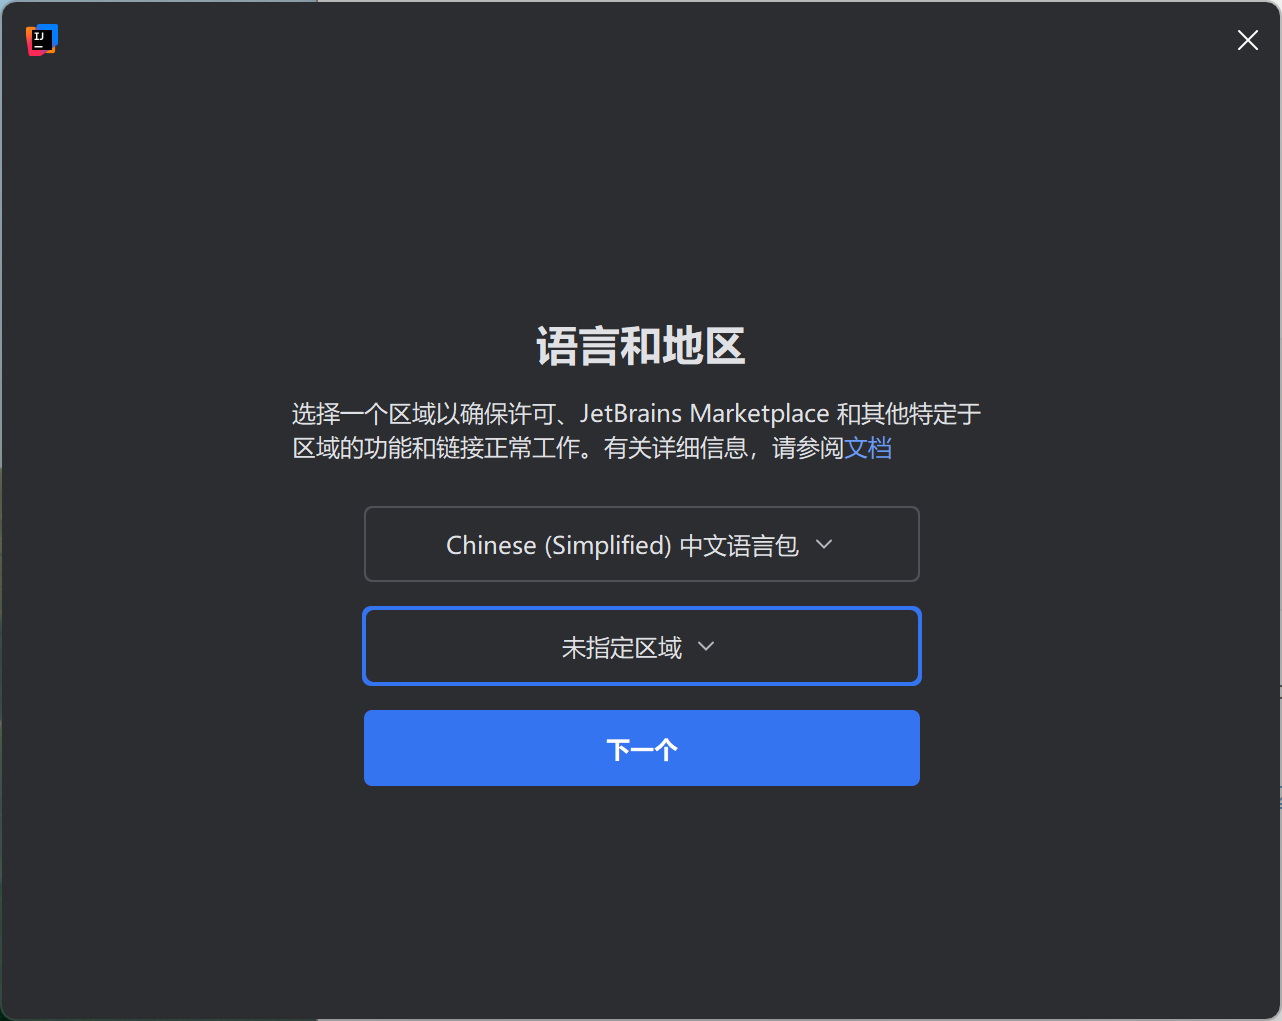 IJ
语言和地区
选择一个区域以确保许可、JetBrains Marketplace 和其他特定于
区域的功能和链接正常工作。有关详细信息，请参阅文档
Chinese (Simplified) 中文语言包
未指定区域
下一个